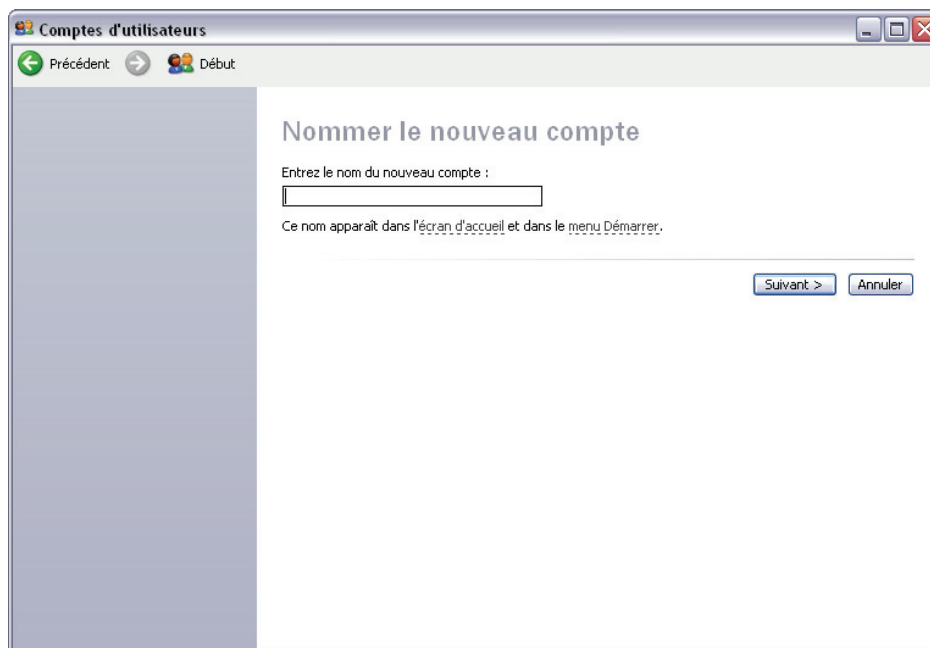 Comptes d'utilisateurs
Précédent
Début
Nommer le nouveau compte
Entrez le nom du nouveau compte :
Ce nom apparaît dans l'écran d'accueil et dans le menu Démarrer.
Suivant >
Annuler